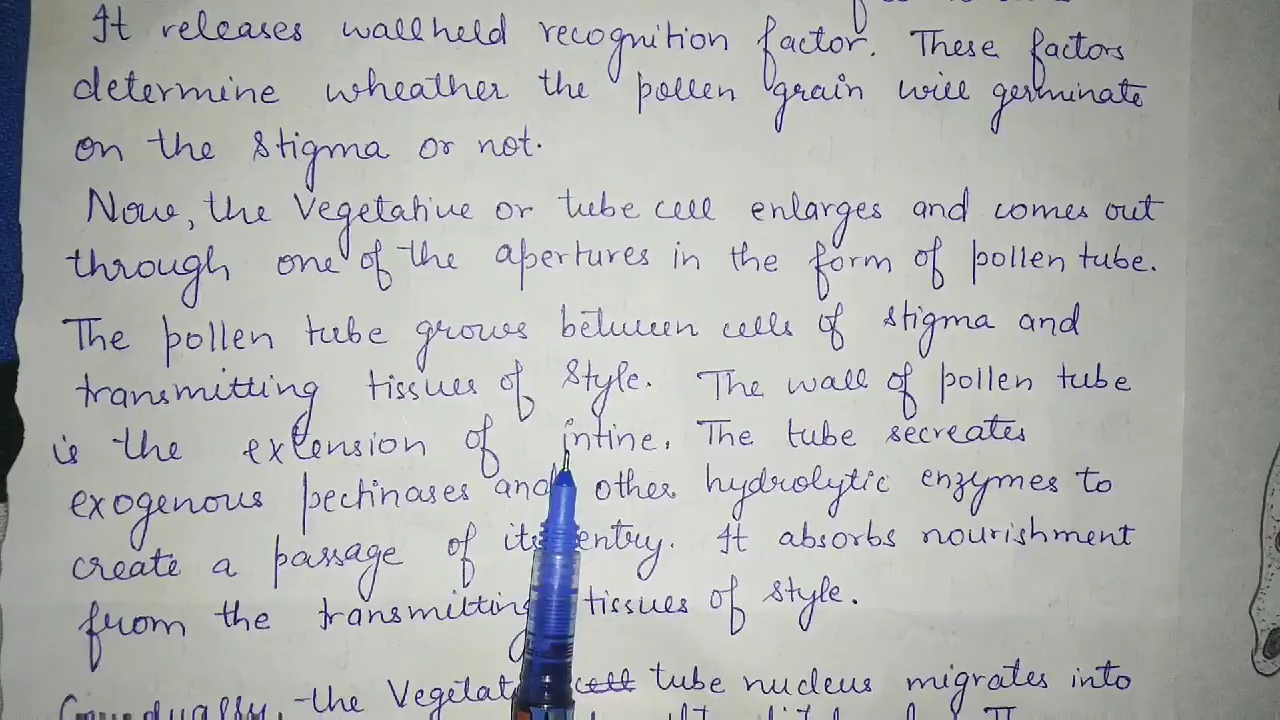 It releases wallheld recognition factor. These factors
determine wheather the pollen grain will germinate
on the stigma or not.
Now, the Vegetative or tube cell enlarges and comes out
through one of the apertures in the form of pollen tube.
The pollen tube grows between cells of stigma and
transmitting tissues of style. The wall of pollen tube
is the extension of intine. The tube secreates
exogenous pectinases and other hydrolytic enzymes to
create a passage of its entry. It absorbs nourishment
from the transmitting tissues of style.
Gradually, the Vegetat tube nucleus migrates into